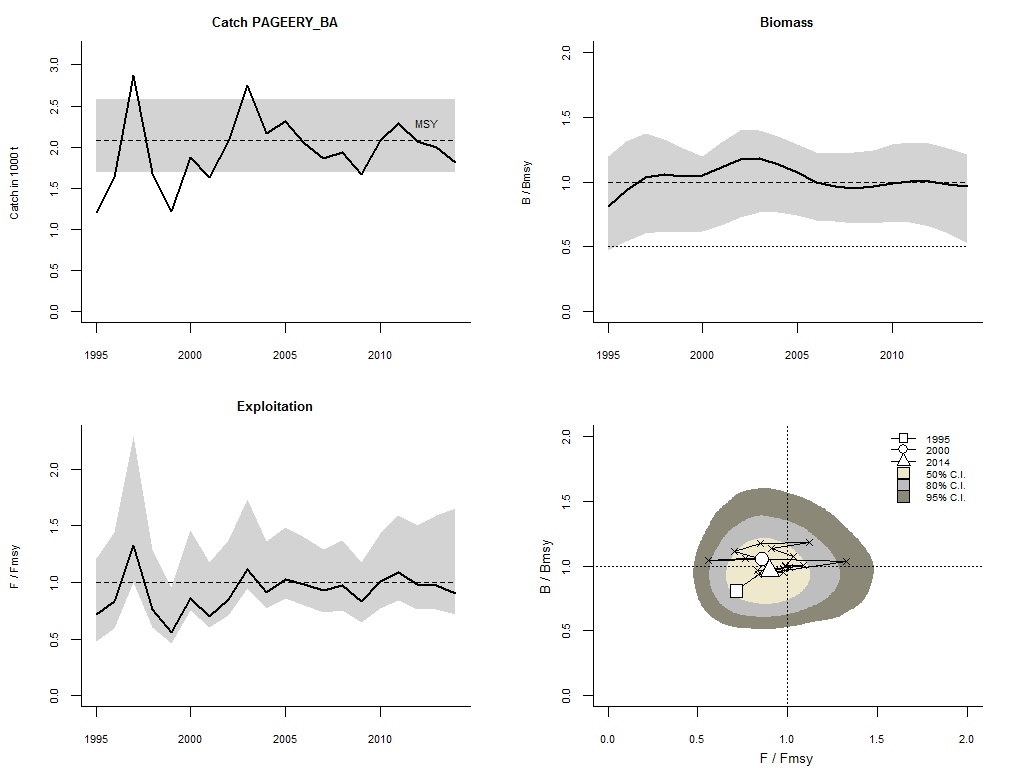 Catch PAGEERY_BA
Catch in 1000 t
3.0
2.5
2.0
1.5
1.0
0.5
0.0
MSY
1995 2000 2005 2010
Biomass
B / Bmsy
2.0
1.5
1.0
0.5
0.0
1995 2000 2005 2010
Exploitation
F / Fmsy
2.0
1.5
1.0
0.5
0.0
1995 2000 2005 2010
B / Bmsy
2.0
1.5
1.0
0.5
0.0
1995
2000
2014
50% C.I.
80% C.I.
95% C.I.
0.0 0.5 1.0 1.5 2.0
F / Fmsy